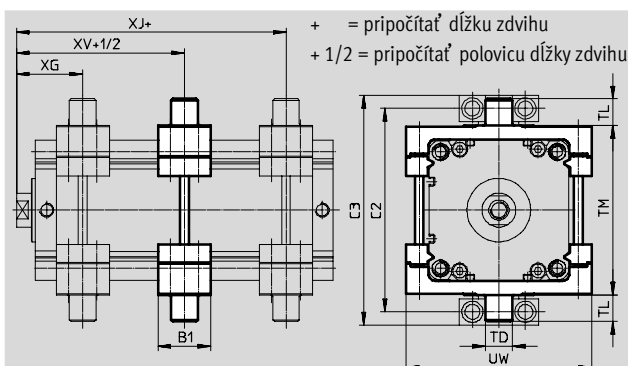 XJ+
XV+1/2
XG
+ = pripočítať dĺžku zdvihu
+ 1/2 = pripočítať polovicu dĺžky zdvihu
B1
C3
C2
TL
TM
TL
TD
UW